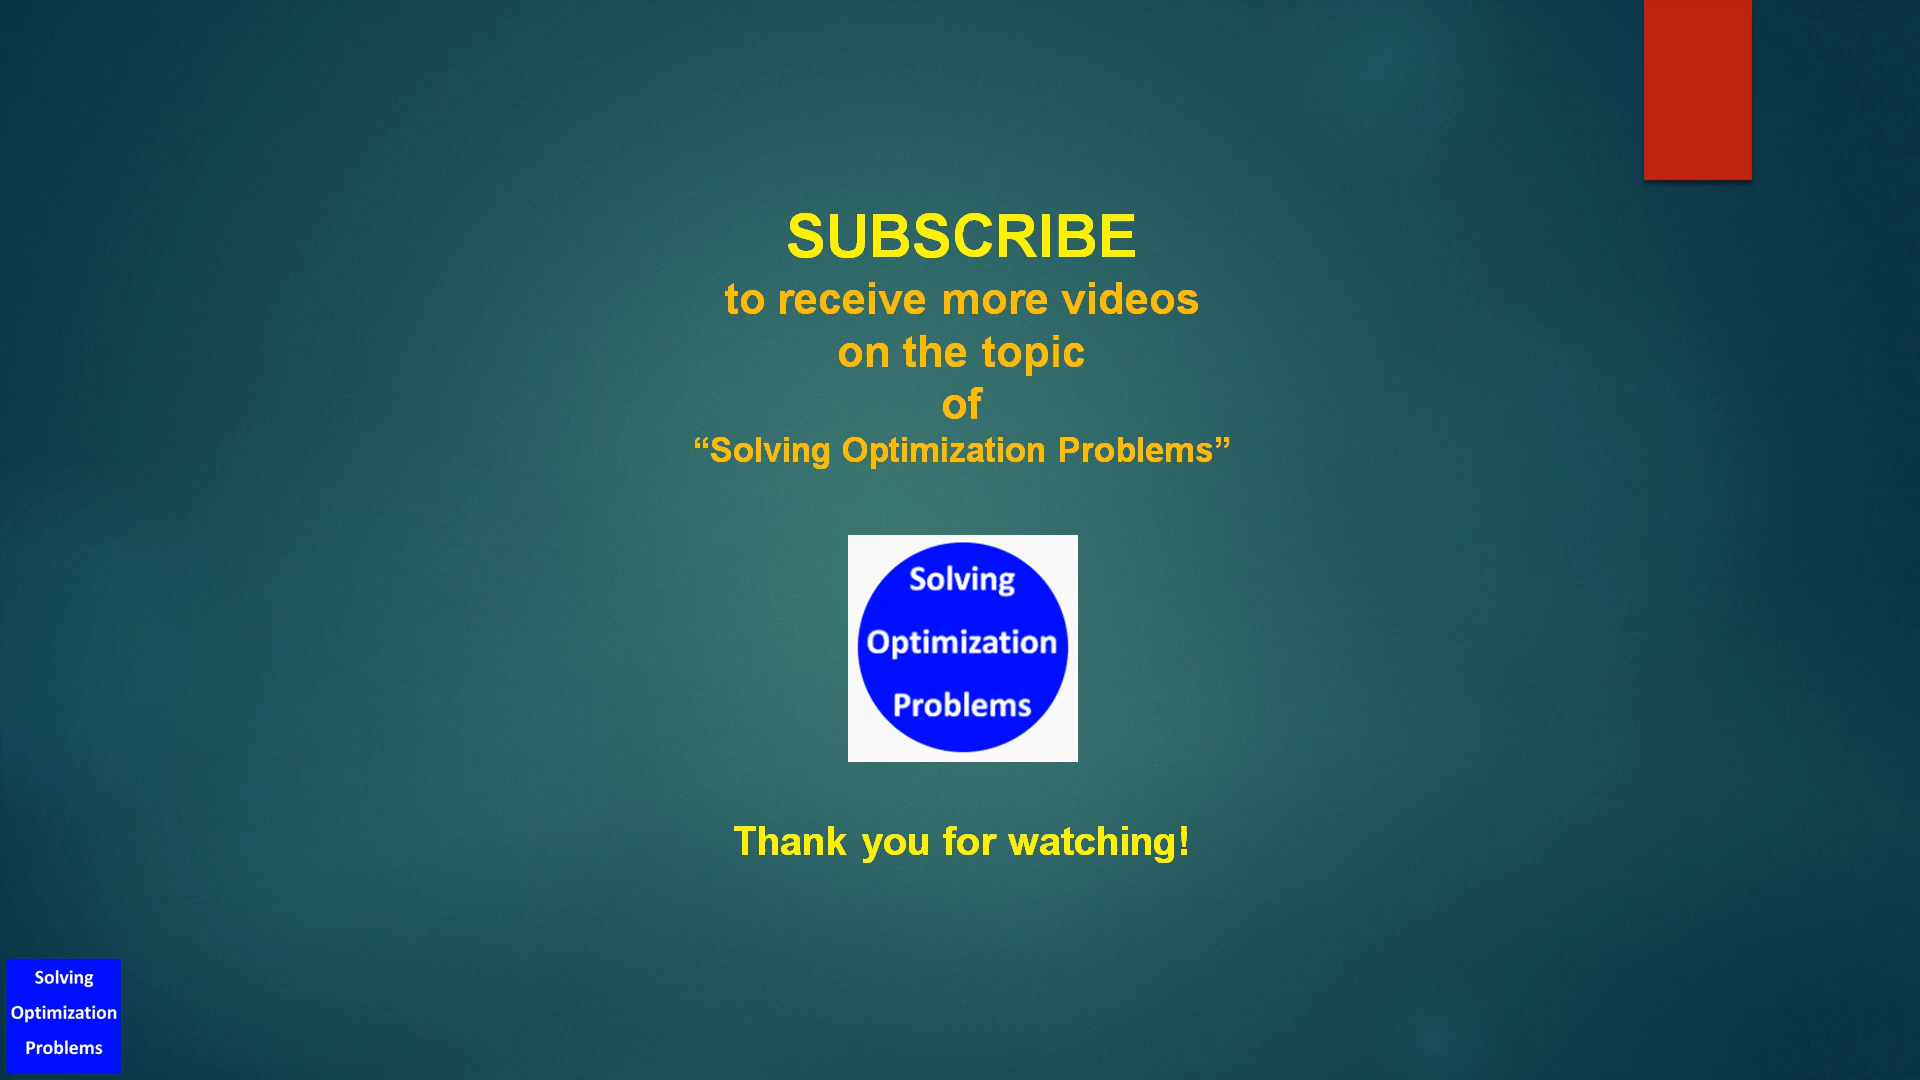 SUBSCRIBE
to receive more videos
on the topic
of
“Solving Optimization Problems”
Solving
Optimization
Problems
Thank you for watching!
Solving
Optimization
Problems